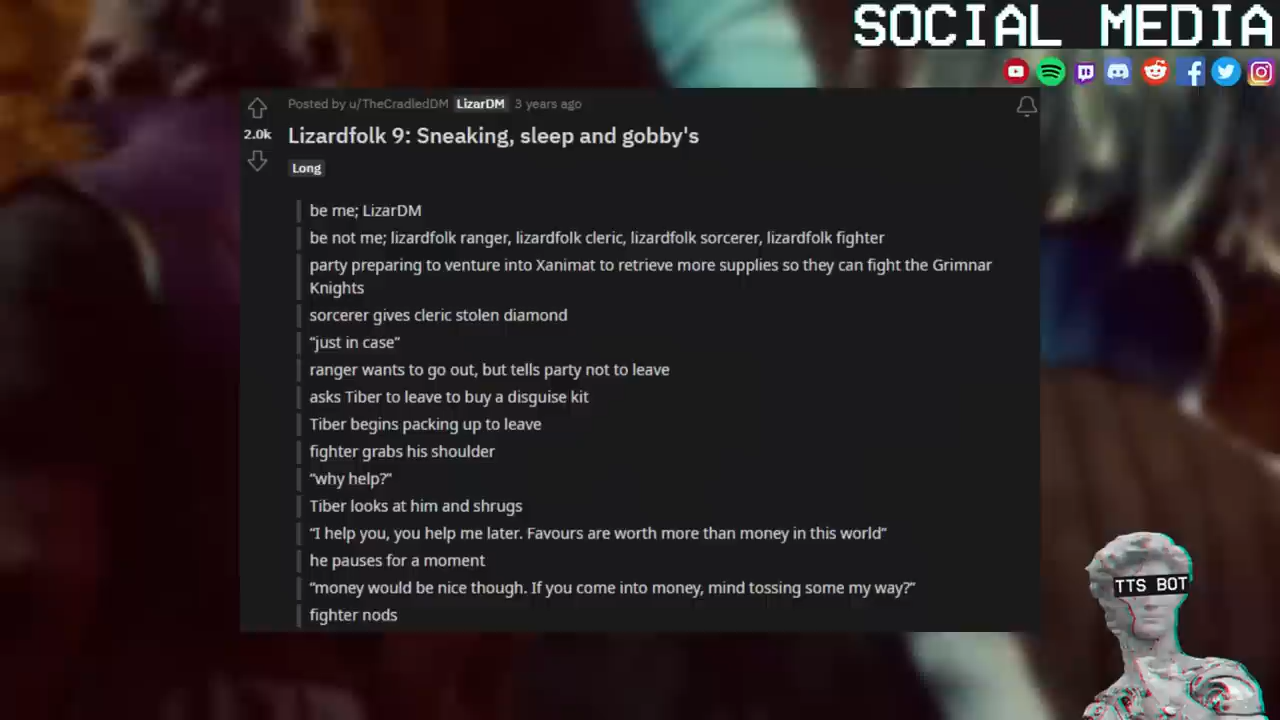 SOCIAL MEDIA
Posted by u/TheCradledDM LizarDM 3 years ago
2.0k
Lizardfolk 9: Sneaking, sleep and gobby's
Long
be me; LizarDM
be not me; lizardfolk ranger, lizardfolk cleric, lizardfolk sorcerer, lizardfolk fighter
party preparing to venture into Xanimat to retrieve more supplies so they can fight the Grimnar
Knights
sorcerer gives cleric stolen diamond
“just in case”
ranger wants to go out, but tells party not to leave
asks Tiber to leave to buy a disguise kit
Tiber begins packing up to leave
fighter grabs his shoulder
“why help?”
Tiber looks at him and shrugs
“I help you, you help me later. Favours are worth more than money in this world”
he pauses for a moment
“money would be nice though. If you come into money, mind tossing some my way?”
fighter nods
TTS BOT